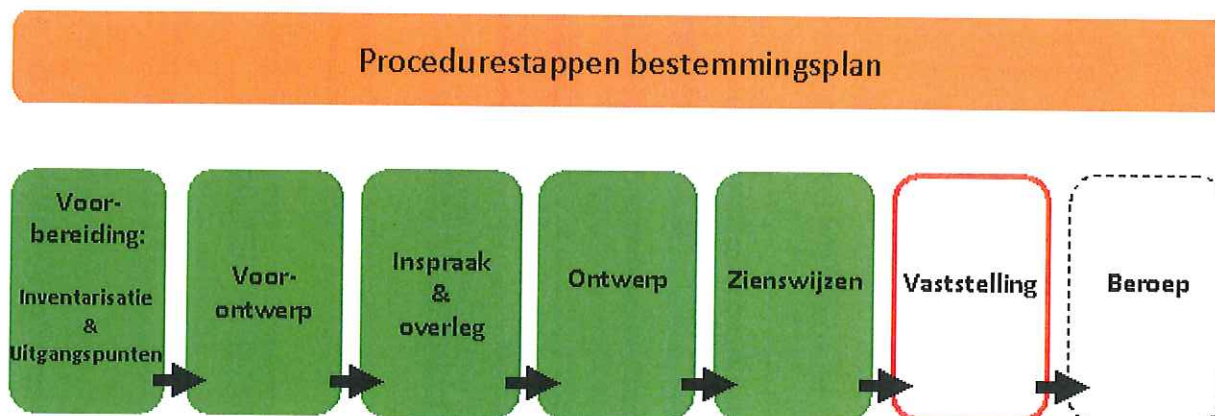 Procedurestappen bestemmingsplan
Voor-
bereiding:
Inventarisatie
&
Uitgangspunten
Voor-
ontwerp
Inspraak
&
overleg
Ontwerp
Zienswijzen
Vaststelling
Beroep